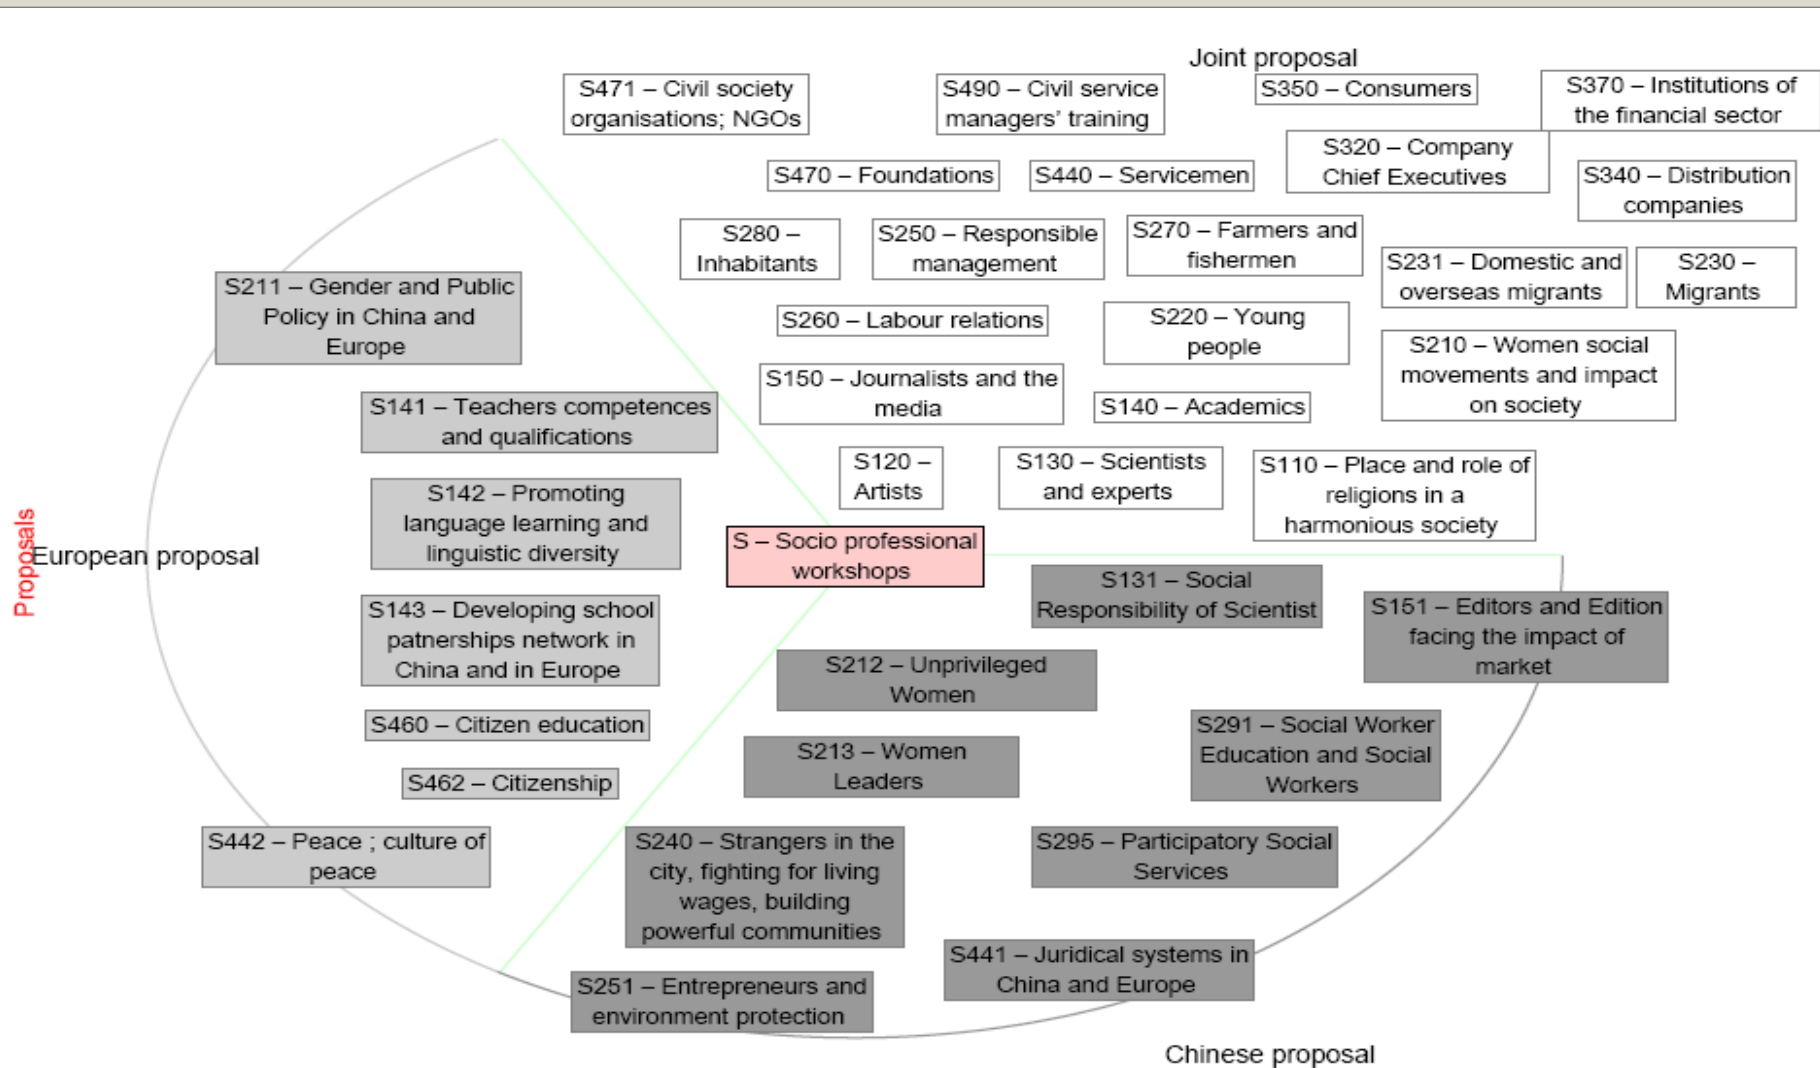 Joint proposal
S471 – Civil society
organisations; NGOs
S490 – Civil service
managers’ training
S350 – Consumers
S370 – Institutions of
the financial sector
S320 – Company
Chief Executives
S470 – Foundations
S440 – Servicemen
S340 – Distribution
companies
S280 –
Inhabitants
S250 – Responsible
management
S270 – Farmers and
fishermen
S231 – Domestic and
overseas migrants
S230 –
Migrants
S211 – Gender and Public
Policy in China and
Europe
S260 – Labour relations
S220 – Young
people
S210 – Women social
movements and impact
on society
S150 – Journalists and the
media
S140 – Academics
S141 – Teachers competences
and qualifications
S120 –
Artists
S130 – Scientists
and experts
S110 – Place and role of
religions in a
harmonious society
S142 – Promoting
language learning and
linguistic diversity
Proposals
European proposal
S – Socio professional
workshops
S131 – Social
Responsibility of Scientist
S151 – Editors and Edition
facing the impact of
market
S143 – Developing school
patnerships network in
China and in Europe
S212 – Unprivileged
Women
S460 – Citizen education
S213 – Women
Leaders
S291 – Social Worker
Education and Social
Workers
S462 – Citizenship
S442 – Peace ; culture of
peace
S240 – Strangers in the
city, fighting for living
wages, building
powerful communities
S295 – Participatory Social
Services
S441 – Juridical systems in
China and Europe
S251 – Entrepreneurs and
environment protection
Chinese proposal